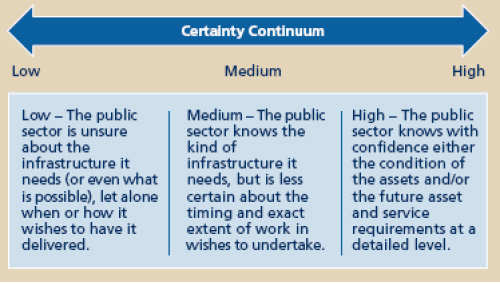 Certainty Continuum
Low Medium High
Low – The public
sector is unsure
about the
infrastructure it
needs (or even what
is possible), let alone
when or how it
wishes to have it
delivered.
Medium – The public
sector knows the
kind of
infrastructure it
needs, but is less
certain about the
timing and exact
extent of work in
wishes to undertake.
High – The public
sector knows with
confidence either
the condition of
the assets and/or
the future asset
and service
requirements at a
detailed level.